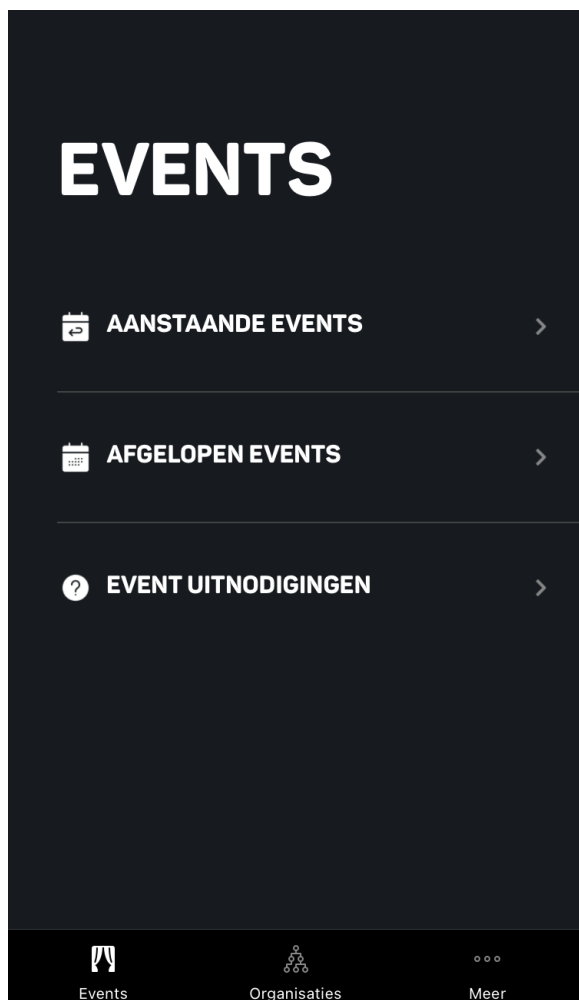 EVENTS
AANSTAANDE EVENTS
AFGELOPEN EVENTS
EVENT UITNODIGINGEN
Events
Organisaties
Meer